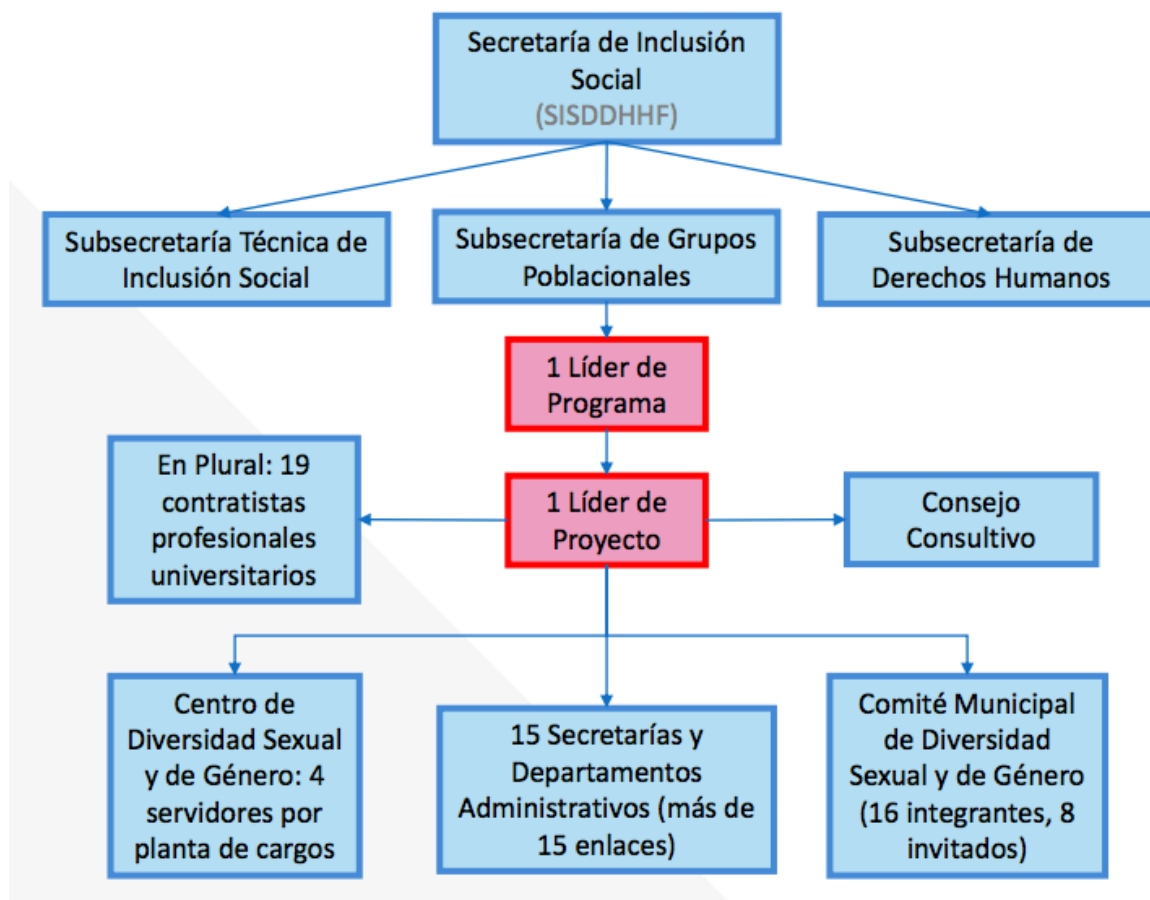 Secretaría de Inclusión
Social
(SISDDHHF)
Subsecretaría Técnica de
Inclusión Social
Subsecretaría de Grupos
Poblacionales
Subsecretaría de
Derechos Humanos
1 Líder de
Programa
En Plural: 19
contratistas
profesionales
universitarios
1 Líder de
Proyecto
Consejo
Consultivo
Centro de
Diversidad Sexual
y de Género: 4
servidores por
planta de cargos
15 Secretarías y
Departamentos
Administrativos (más de
15 enlaces)
Comité Municipal
de Diversidad
Sexual y de Género
(16 integrantes, 8
invitados)